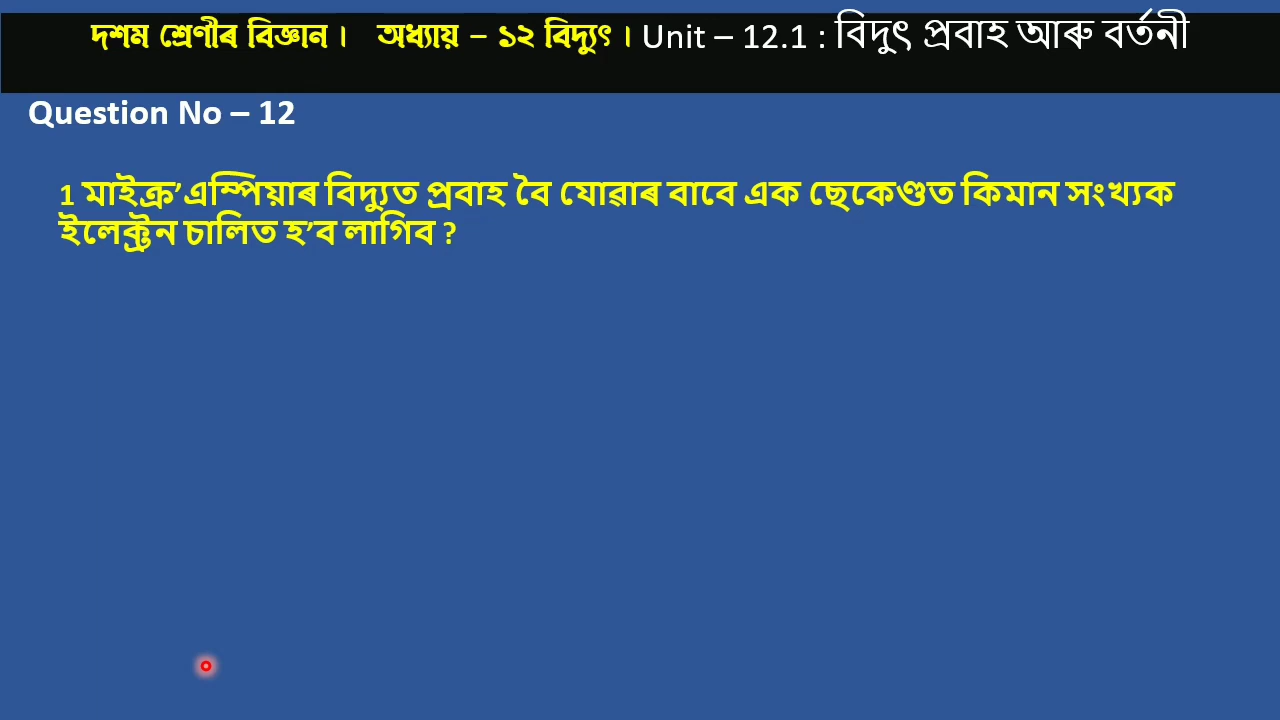 দশম শ্ৰেণীৰ বিজ্ঞান ।   অধ্যায় – ১২ বিদ্যুৎ । Unit – 12.1 : বিদুৎ প্ৰবাহ আৰু বৰ্তনী
Question No – 12
1 মাইক্ৰ’এম্পিয়াৰ বিদ্যুত প্ৰবাহ বৈ যোৱাৰ বাবে এক ছেকেণ্ডত কিমান সংখ্যক
ইলেক্ট্ৰন চালিত হ’ব লাগিব ?